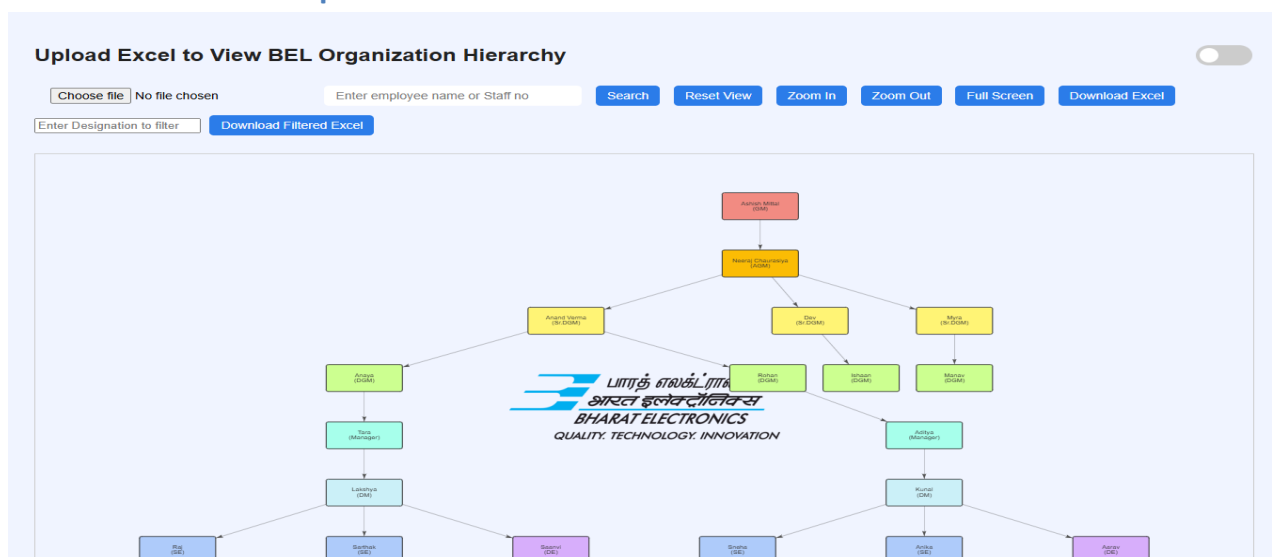 Upload Excel to View BEL Organization Hierarchy
Choose file No file chosen
Enter employee name or Staff no
Search
Reset View
Zoom In
Zoom Out
Full Screen
Download Excel
Enter Designation to filter
Download Filtered Excel
Ashish Mittal
(GM)
Neeraj Chaurasiya
(AGM)
Anand Verma
(Sr.DGM)
Dev
(Sr.DGM)
Myra
(Sr.DGM)
Anaya
(DGM)
Rohan
(DGM)
Ishaan
(DGM)
Manav
(DGM)
பாரத்
भारत इलेक्ट्रॉनिक्स
BHARAT ELECTRONICS
QUALITY. TECHNOLOGY. INNOVATION
Tara
(Manager)
Aditya
(Manager)
Lakshya
(DM)
Kunal
(DM)
Raj
(SE)
Sarthak
(SE)
Saanvi
(DE)
Sneha
(SE)
Anika
(SE)
Aarav
(DE)